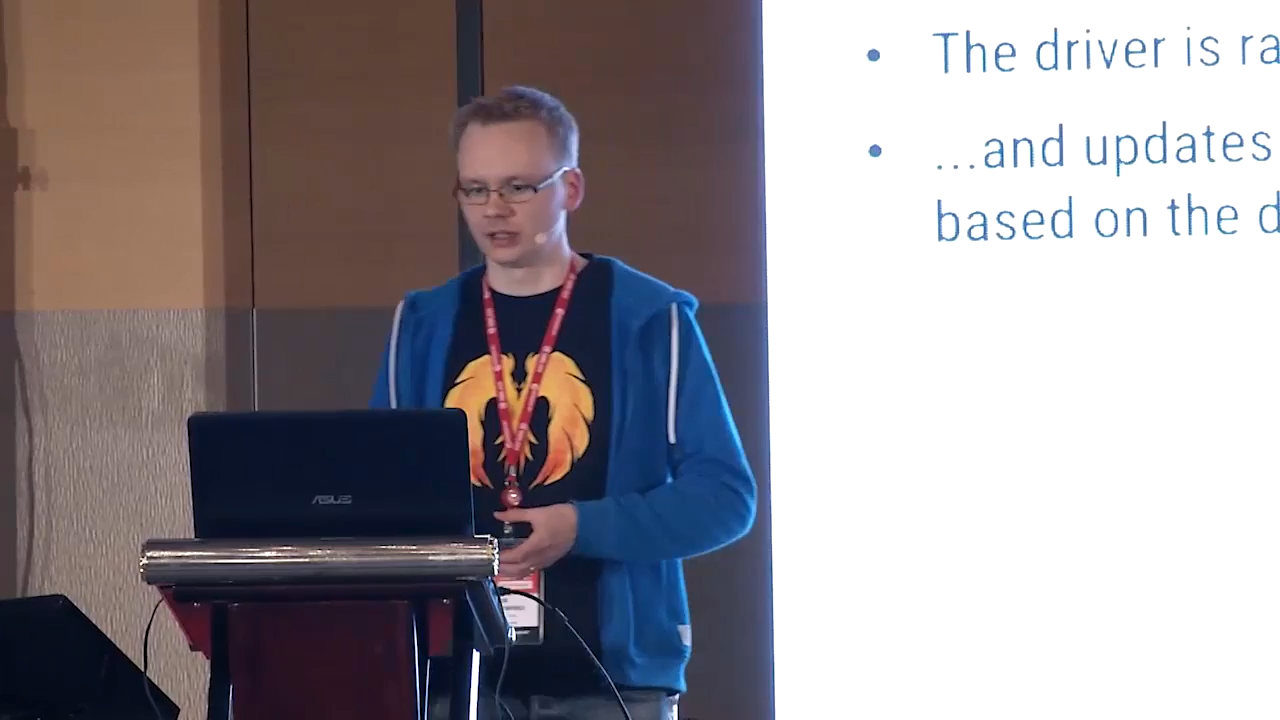 The driver is ra
...and updates
based on the d
ASUS